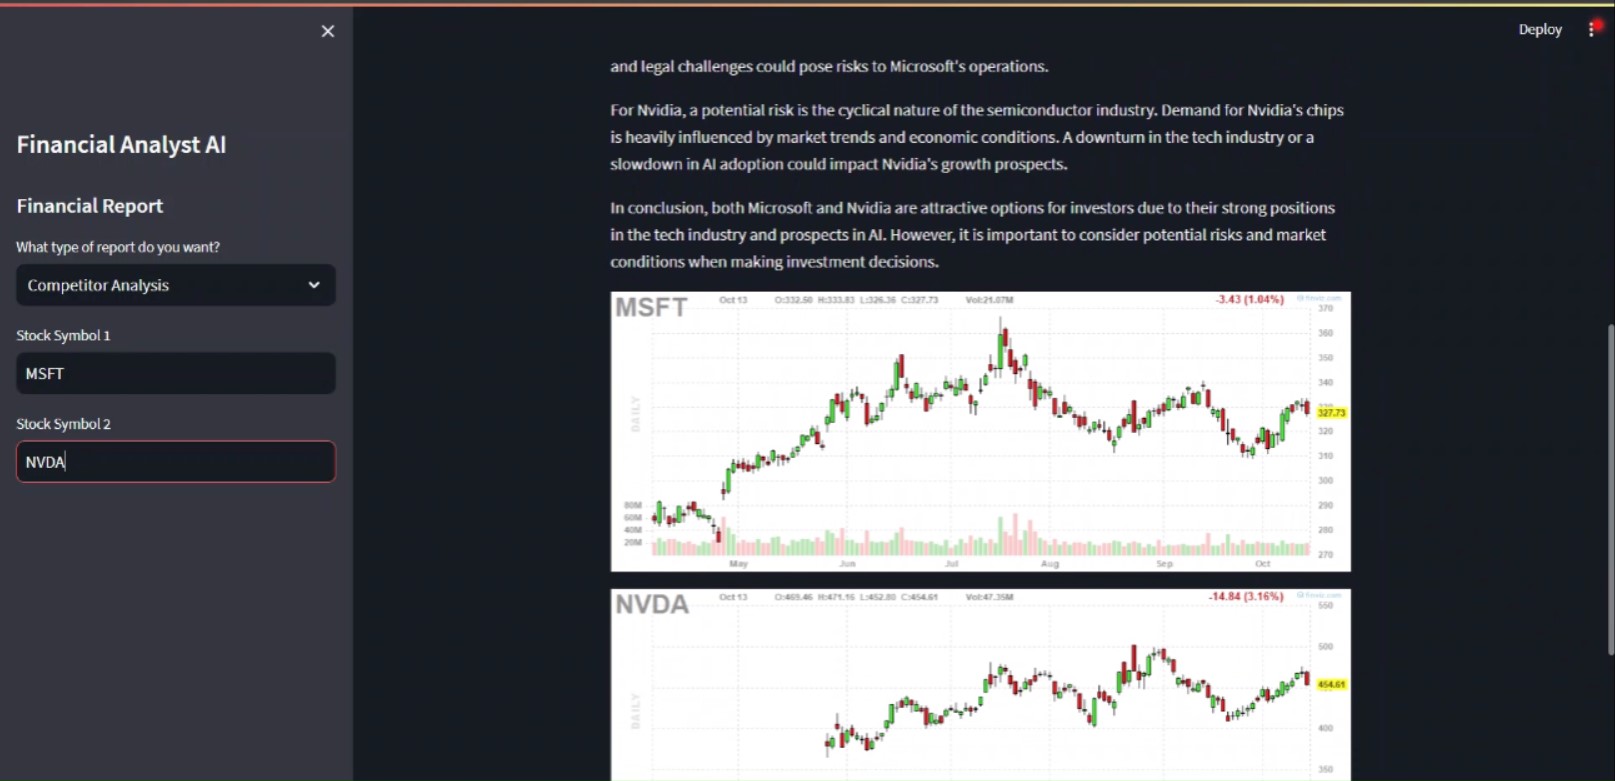 Deploy
Financial Analyst AI
Financial Report
What type of report do you want?
Competitor Analysis
Stock Symbol 1
MSFT
Stock Symbol 2
NVDA
and legal challenges could pose risks to Microsoft's operations.
For Nvidia, a potential risk is the cyclical nature of the semiconductor industry. Demand for Nvidia's chips
is heavily influenced by market trends and economic conditions. A downturn in the tech industry or a
slowdown in AI adoption could impact Nvidia's growth prospects.
In conclusion, both Microsoft and Nvidia are attractive options for investors due to their strong positions
in the tech industry and prospects in AI. However, it is important to consider potential risks and market
conditions when making investment decisions.
MSFT Oct 13 O:332.50 H:333.83 L:326.36 C:327.73 Vol:21.07M -3.43 (1.04%) © finviz.com
370
360
350
340
327.73
320
310
300
290
280
270
DAILY
80M
60M
40M
20M
May Jun Jul Aug Sep Oct
NVDA Oct 13 O:469.46 H:471.16 L:452.80 C:454.61 Vol:47.35M -14.84 (3.16%) © finviz.com
550
500
454.61
400
350
DAILY